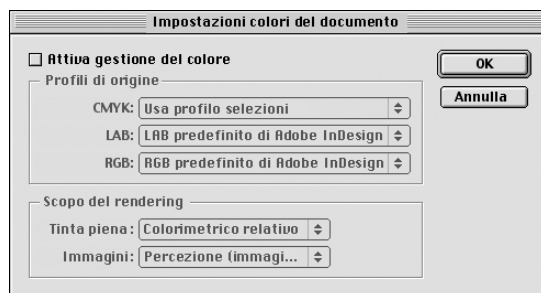 Impostazioni colori del documento
Attiva gestione del colore
OK
Profili di origine
Annulla
CMYK: Usa profilo selezioni
LAB: LAB predefinito di Adobe InDesign
RGB: RGB predefinito di Adobe InDesign
Scopo del rendering
Tinta piena: Colorimetrico relativo
Immagini: Percezione (immagi...